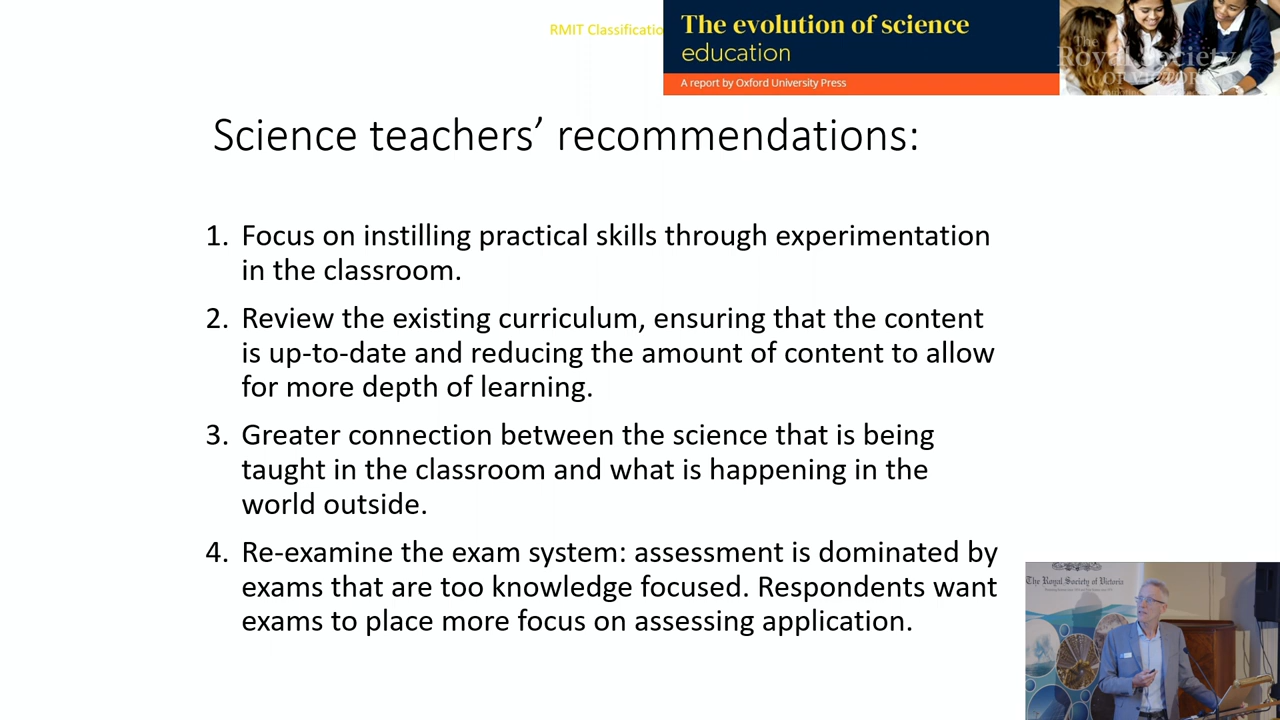 RMIT Classificatio
The evolution of science
education
A report by Oxford University Press
The
Royal Society
OF VICTORIA
Science teachers’ recommendations:
1. Focus on instilling practical skills through experimentation
in the classroom.
2. Review the existing curriculum, ensuring that the content
is up-to-date and reducing the amount of content to allow
for more depth of learning.
3. Greater connection between the science that is being
taught in the classroom and what is happening in the
world outside.
4. Re-examine the exam system: assessment is dominated by
exams that are too knowledge focused. Respondents want
exams to place more focus on assessing application.
The Royal Society of Victoria